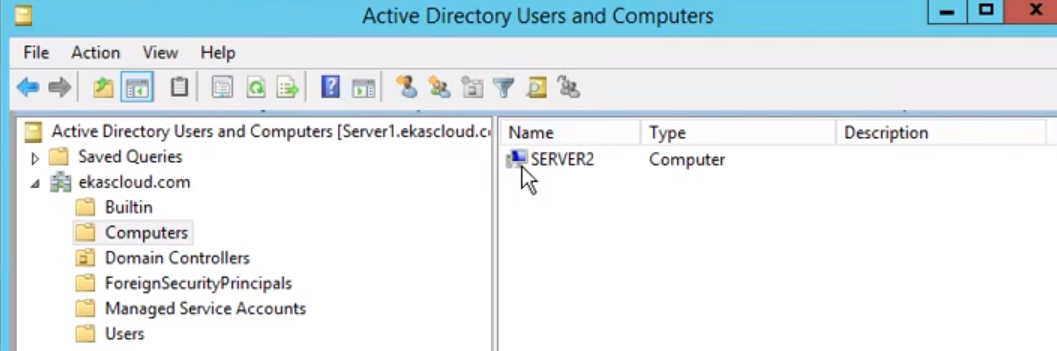 Active Directory Users and Computers
File Action View Help
Active Directory Users and Computers [Server1.ekascloud.c
Saved Queries
ekascloud.com
Builtin
Computers
Domain Controllers
ForeignSecurityPrincipals
Managed Service Accounts
Users
Name Type Description
SERVER2 Computer